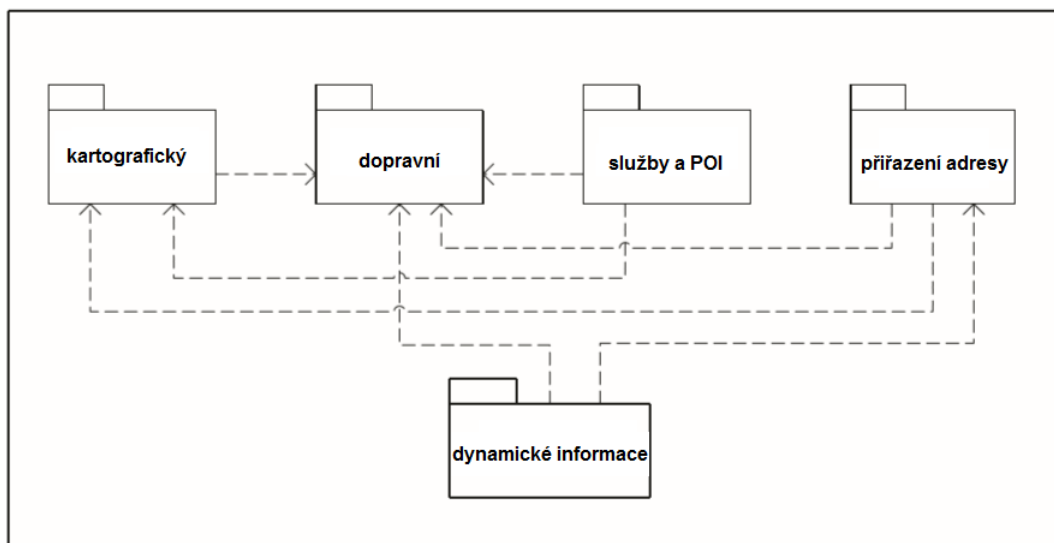 kartografický
dopravní
služby a POI
přiřazení adresy
dynamické informace